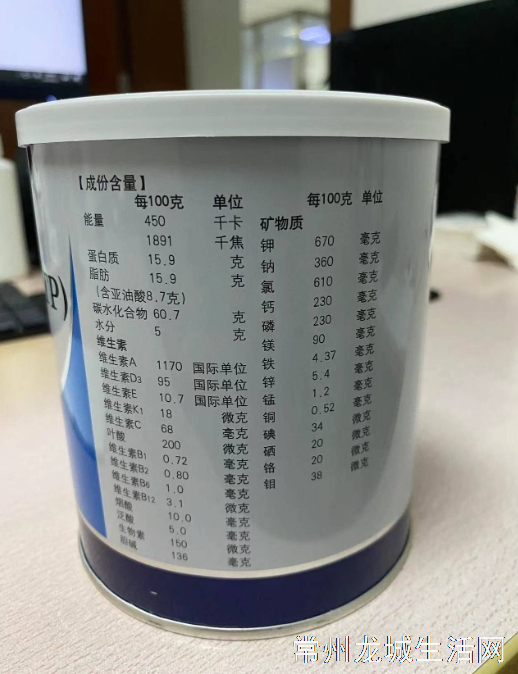 P)
【成份含量】
每100克 单位
能量 450 千卡
1891 千焦
蛋白质 15.9 克
脂肪 15.9 克
(含亚油酸8.7克)
碳水化合物 60.7 克
水分 5 克
维生素
维生素A 1170 国际单位
维生素D3 95 国际单位
维生素E 10.7 国际单位
维生素K1 18 微克
维生素C 68 毫克
叶酸 200 微克
维生素B1 0.72 毫克
维生素B2 0.80 毫克
维生素B6 1.0 毫克
维生素B12 3.1 微克
烟酸 10.0 毫克
泛酸 5.0 毫克
生物素 150 微克
胆碱 136 毫克
每100克 单位
矿物质
钾 670 毫克
钠 360 毫克
氯 610 毫克
钙 230 毫克
磷 230 毫克
镁 90 毫克
铁 4.37 毫克
锌 5.4 毫克
锰 1.2 毫克
铜 0.52 毫克
碘 34 微克
硒 20 微克
铬 20 微克
钼 38 微克
常州龙城生活网